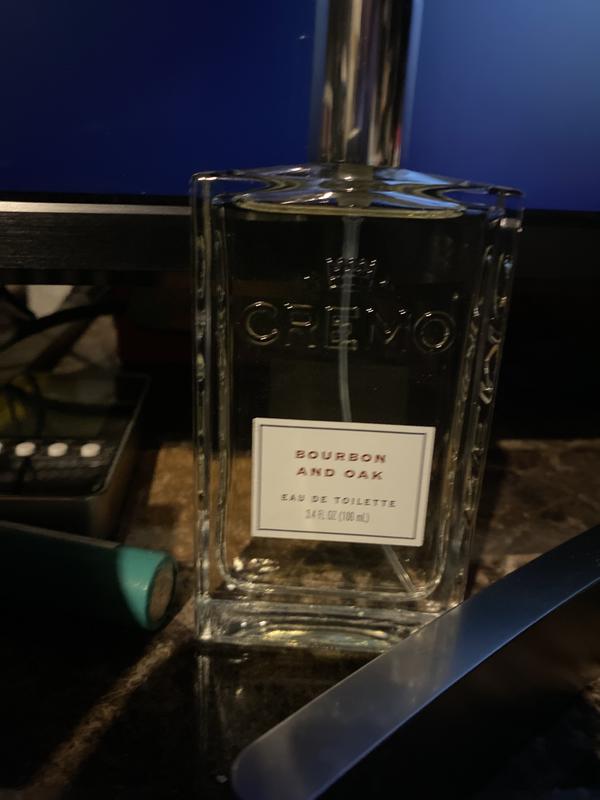 CREMO
BOURBON
AND OAK
EAU DE TOILETTE
3.4 FL OZ (100 mL)